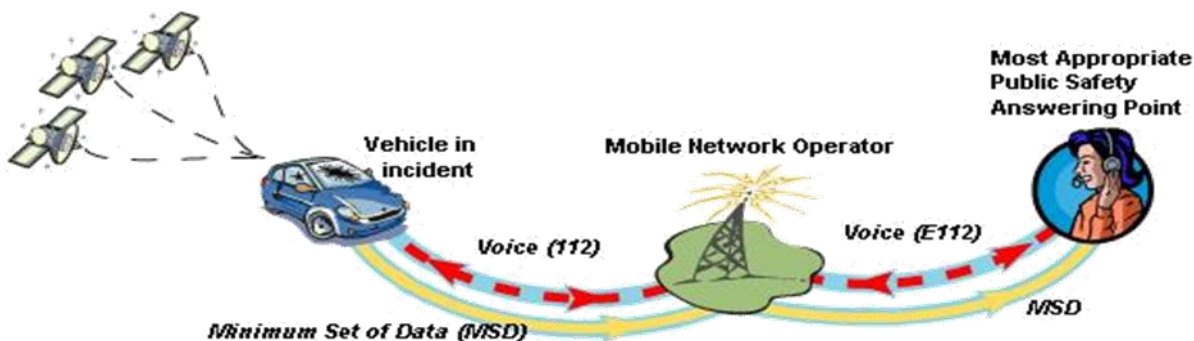 Most Appropriate
Public Safety
Answering Point
Vehicle in
incident
Mobile Network Operator
Voice (112)
Voice (E112)
Minimum Set of Data (MSD)
MSD